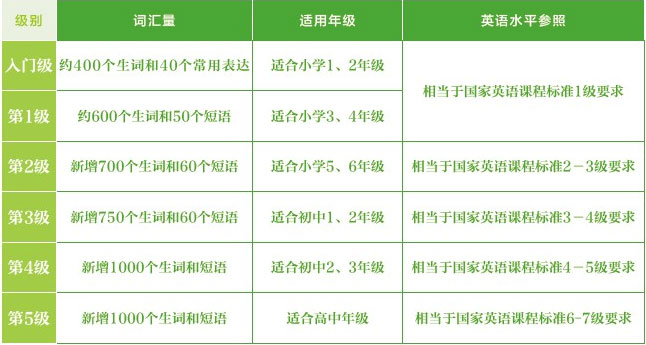 级别 词汇量 适用年级 英语水平参照
入门级 约400个生词和40个常用表达 适合小学1、2年级 相当于国家英语课程标准1级要求
第1级 约600个生词和50个短语 适合小学3、4年级
第2级 新增700个生词和60个短语 适合小学5、6年级 相当于国家英语课程标准2－3级要求
第3级 新增750个生词和60个短语 适合初中1、2年级 相当于国家英语课程标准3－4级要求
第4级 新增1000个生词和短语 适合初中2、3年级 相当于国家英语课程标准4－5级要求
第5级 新增1000个生词和短语 适合高中年级 相当于国家英语课程标准6-7级要求